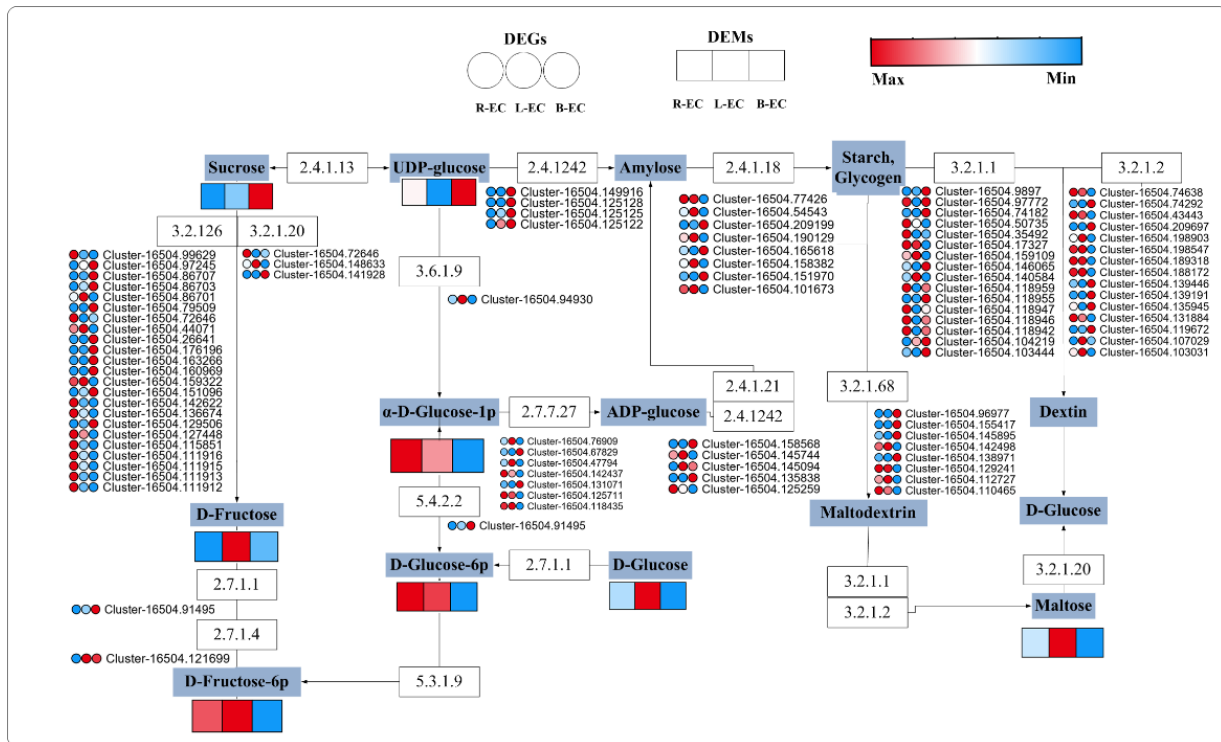 DEGs
R-EC L-EC B-EC
DEMs
R-EC L-EC B-EC
Max Min
Sucrose
2.4.1.13
UDP-glucose
2.4.1242
Amylose
2.4.1.18
Starch,
Glycogen
3.2.1.1
3.2.1.2
3.2.126
3.2.1.20
Cluster-16504.99629
Cluster-16504.97245
Cluster-16504.86707
Cluster-16504.86703
Cluster-16504.86701
Cluster-16504.79509
Cluster-16504.72646
Cluster-16504.44071
Cluster-16504.26641
Cluster-16504.176196
Cluster-16504.163266
Cluster-16504.160969
Cluster-16504.159322
Cluster-16504.151096
Cluster-16504.142622
Cluster-16504.136674
Cluster-16504.129506
Cluster-16504.127448
Cluster-16504.115851
Cluster-16504.111916
Cluster-16504.111915
Cluster-16504.111913
Cluster-16504.111912
Cluster-16504.72646
Cluster-16504.148633
Cluster-16504.141928
3.6.1.9
Cluster-16504.94930
Cluster-16504.149916
Cluster-16504.125128
Cluster-16504.125125
Cluster-16504.125122
Cluster-16504.77426
Cluster-16504.54543
Cluster-16504.209199
Cluster-16504.190129
Cluster-16504.165618
Cluster-16504.158382
Cluster-16504.151970
Cluster-16504.101673
Cluster-16504.9897
Cluster-16504.97772
Cluster-16504.74182
Cluster-16504.50735
Cluster-16504.35492
Cluster-16504.17327
Cluster-16504.159109
Cluster-16504.146065
Cluster-16504.140584
Cluster-16504.118959
Cluster-16504.118955
Cluster-16504.118947
Cluster-16504.118946
Cluster-16504.118942
Cluster-16504.104219
Cluster-16504.103444
Cluster-16504.74638
Cluster-16504.74292
Cluster-16504.43443
Cluster-16504.209697
Cluster-16504.198903
Cluster-16504.198547
Cluster-16504.189318
Cluster-16504.188172
Cluster-16504.139446
Cluster-16504.139191
Cluster-16504.135945
Cluster-16504.131884
Cluster-16504.119672
Cluster-16504.107029
Cluster-16504.103031
α-D-Glucose-1p
2.7.7.27
ADP-glucose
2.4.1.21
2.4.1242
3.2.1.68
Dextin
Cluster-16504.76909
Cluster-16504.67829
Cluster-16504.47794
Cluster-16504.142437
Cluster-16504.131071
Cluster-16504.125711
Cluster-16504.118435
Cluster-16504.158568
Cluster-16504.145744
Cluster-16504.145094
Cluster-16504.135838
Cluster-16504.125259
Cluster-16504.96977
Cluster-16504.155417
Cluster-16504.145895
Cluster-16504.142498
Cluster-16504.138971
Cluster-16504.129241
Cluster-16504.112727
Cluster-16504.110465
5.4.2.2
Cluster-16504.91495
D-Fructose
Maltodextrin
D-Glucose
2.7.1.1
D-Glucose-6p
2.7.1.1
D-Glucose
3.2.1.1
3.2.1.2
3.2.1.20
Maltose
Cluster-16504.91495
2.7.1.4
Cluster-16504.121699
D-Fructose-6p
5.3.1.9